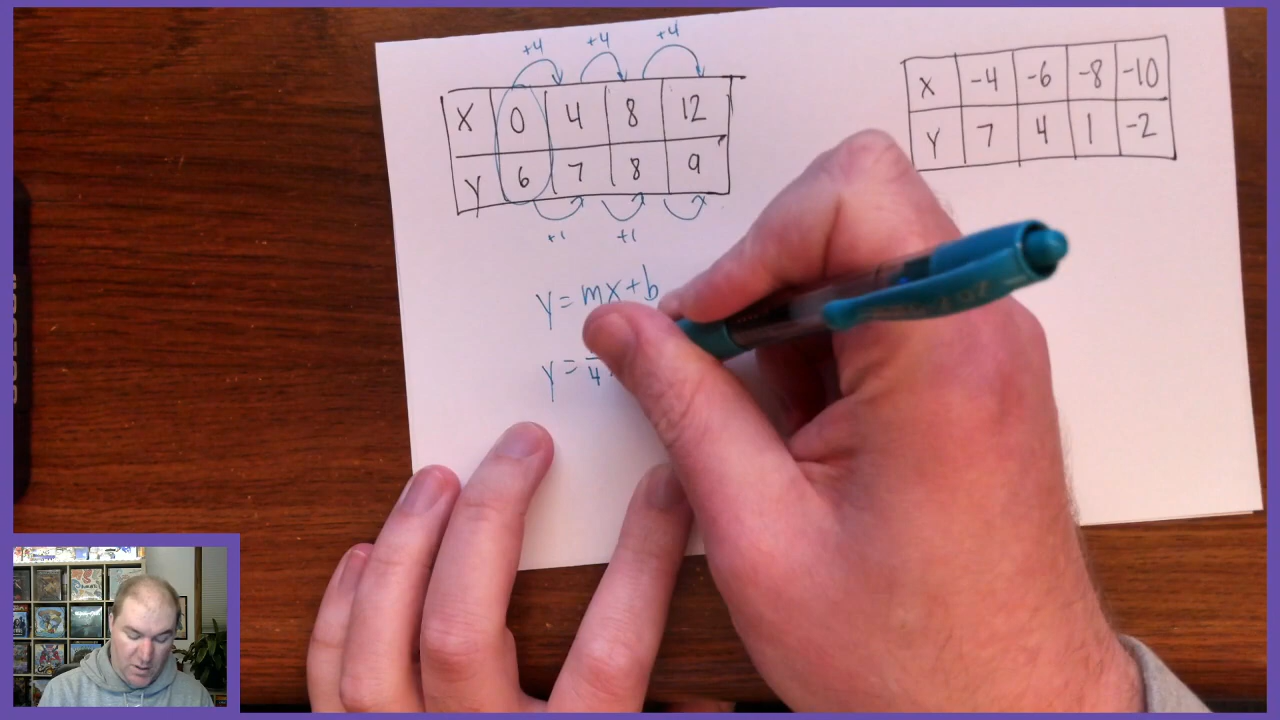 +4 +4 +4
X 0 4 8 12
Y 6 7 8 9
+1 +1
y = mx + b
y = 4
X -4 -6 -8 -10
Y 7 4 1 -2